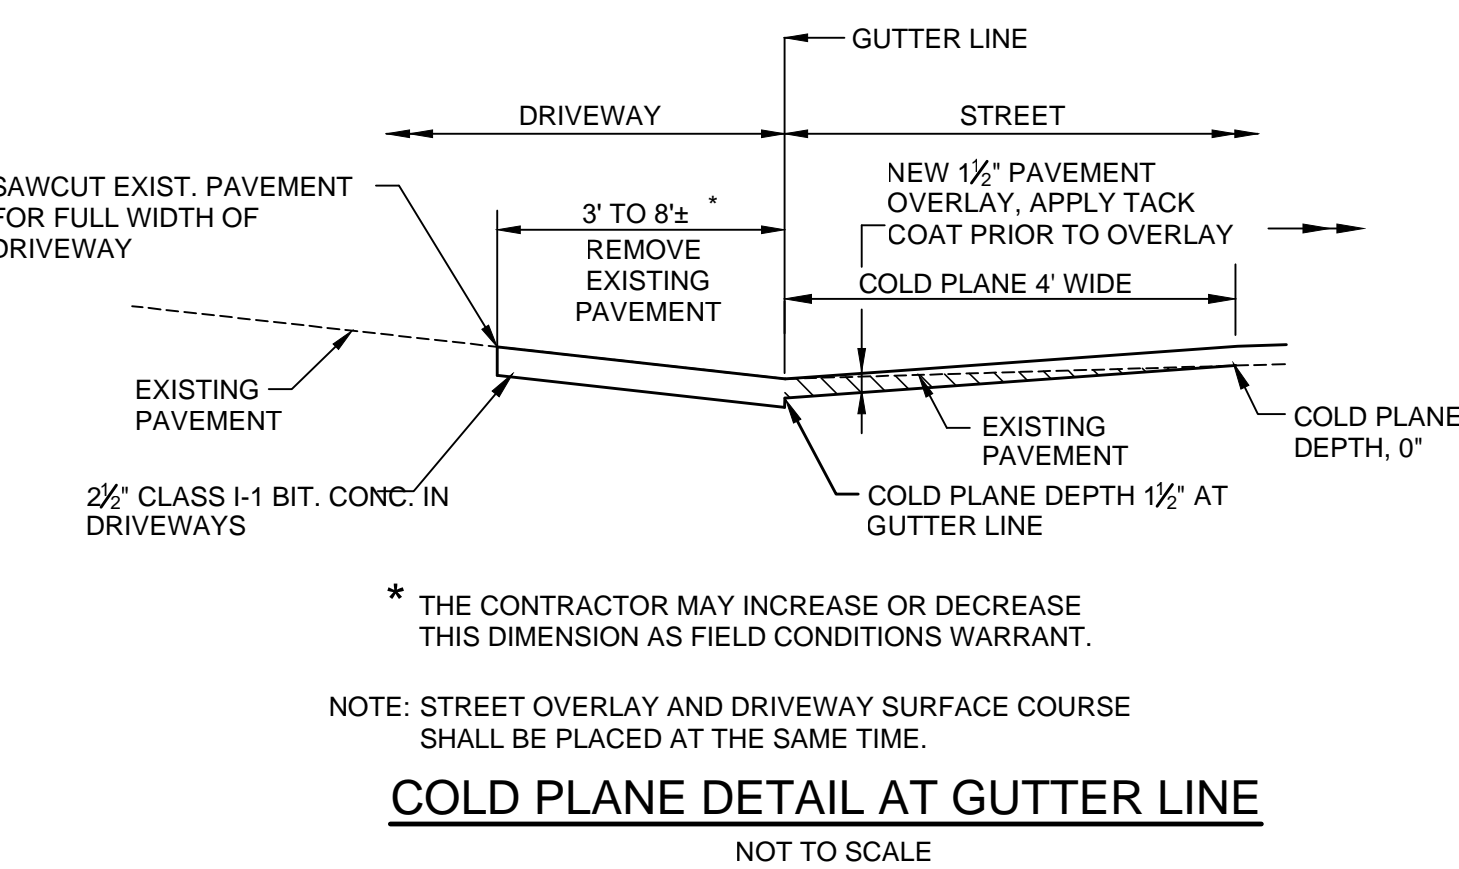 GUTTER LINE
DRIVEWAY
STREET
SAWCUT EXIST. PAVEMENT
FOR FULL WIDTH OF
DRIVEWAY
3' TO 8'± *
REMOVE
EXISTING
PAVEMENT
NEW 1½" PAVEMENT
OVERLAY, APPLY TACK
COAT PRIOR TO OVERLAY
COLD PLANE 4' WIDE
EXISTING
PAVEMENT
2½" CLASS I-1 BIT. CONC. IN
DRIVEWAYS
EXISTING
PAVEMENT
COLD PLANE
DEPTH, 0"
COLD PLANE DEPTH 1½" AT
GUTTER LINE
* THE CONTRACTOR MAY INCREASE OR DECREASE
THIS DIMENSION AS FIELD CONDITIONS WARRANT.
NOTE: STREET OVERLAY AND DRIVEWAY SURFACE COURSE
SHALL BE PLACED AT THE SAME TIME.
COLD PLANE DETAIL AT GUTTER LINE
NOT TO SCALE